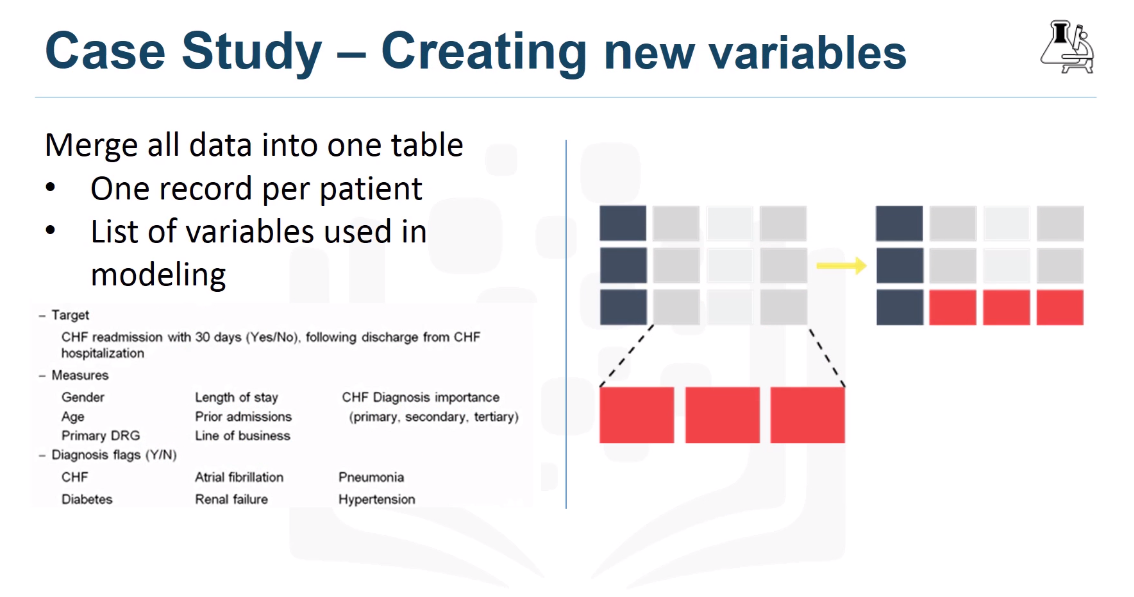 Case Study – Creating new variables
Merge all data into one table
• One record per patient
• List of variables used in
modeling
– Target
CHF readmission with 30 days (Yes/No), following discharge from CHF
hospitalization
– Measures
Gender Length of stay CHF Diagnosis importance
Age Prior admissions (primary, secondary, tertiary)
Primary DRG Line of business
– Diagnosis flags (Y/N)
CHF Atrial fibrillation Pneumonia
Diabetes Renal failure Hypertension